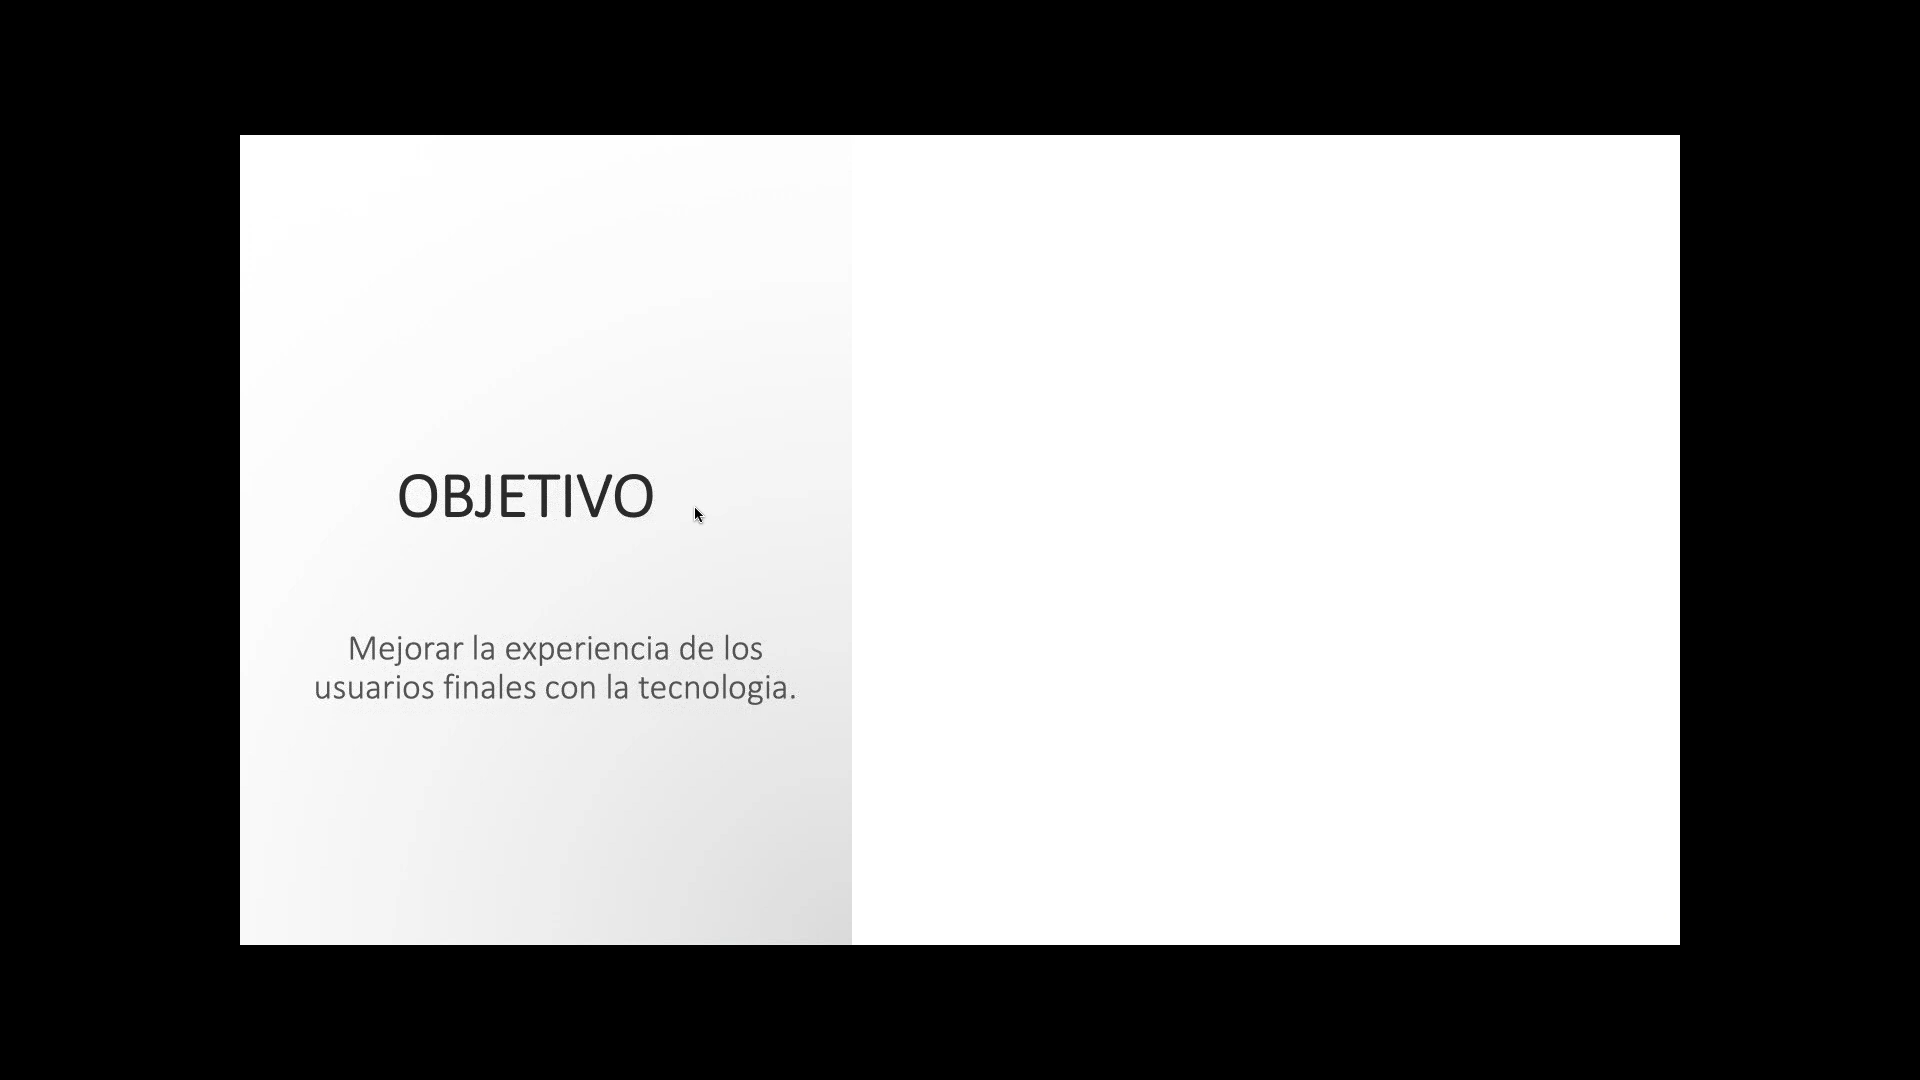 OBJETIVO
Mejorar la experiencia de los
usuarios finales con la tecnologia.